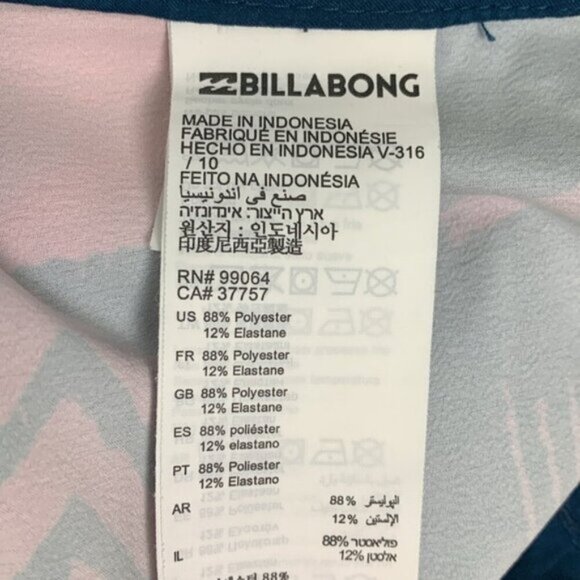 BILLABONG
MADE IN INDONESIA
FABRIQUÉ EN INDONÉSIE
HECHO EN INDONESIA V-316
/ 10
FEITO NA INDONÉSIA
صنع في اندونيسيا
ארץ הייצור: אינדונזיה
원산지 : 인도네시아
印度尼西亞製造
RN# 99064
CA# 37757
US 88% Polyester
12% Elastane
FR 88% Polyester
12% Elastane
GB 88% Polyester
12% Elastane
ES 88% poliéster
12% elastano
PT 88% Poliester
12% Elastano
AR 88% البوليستر
12% الالستين
IL 88% פוליאסטר
12% אלסטן
88%